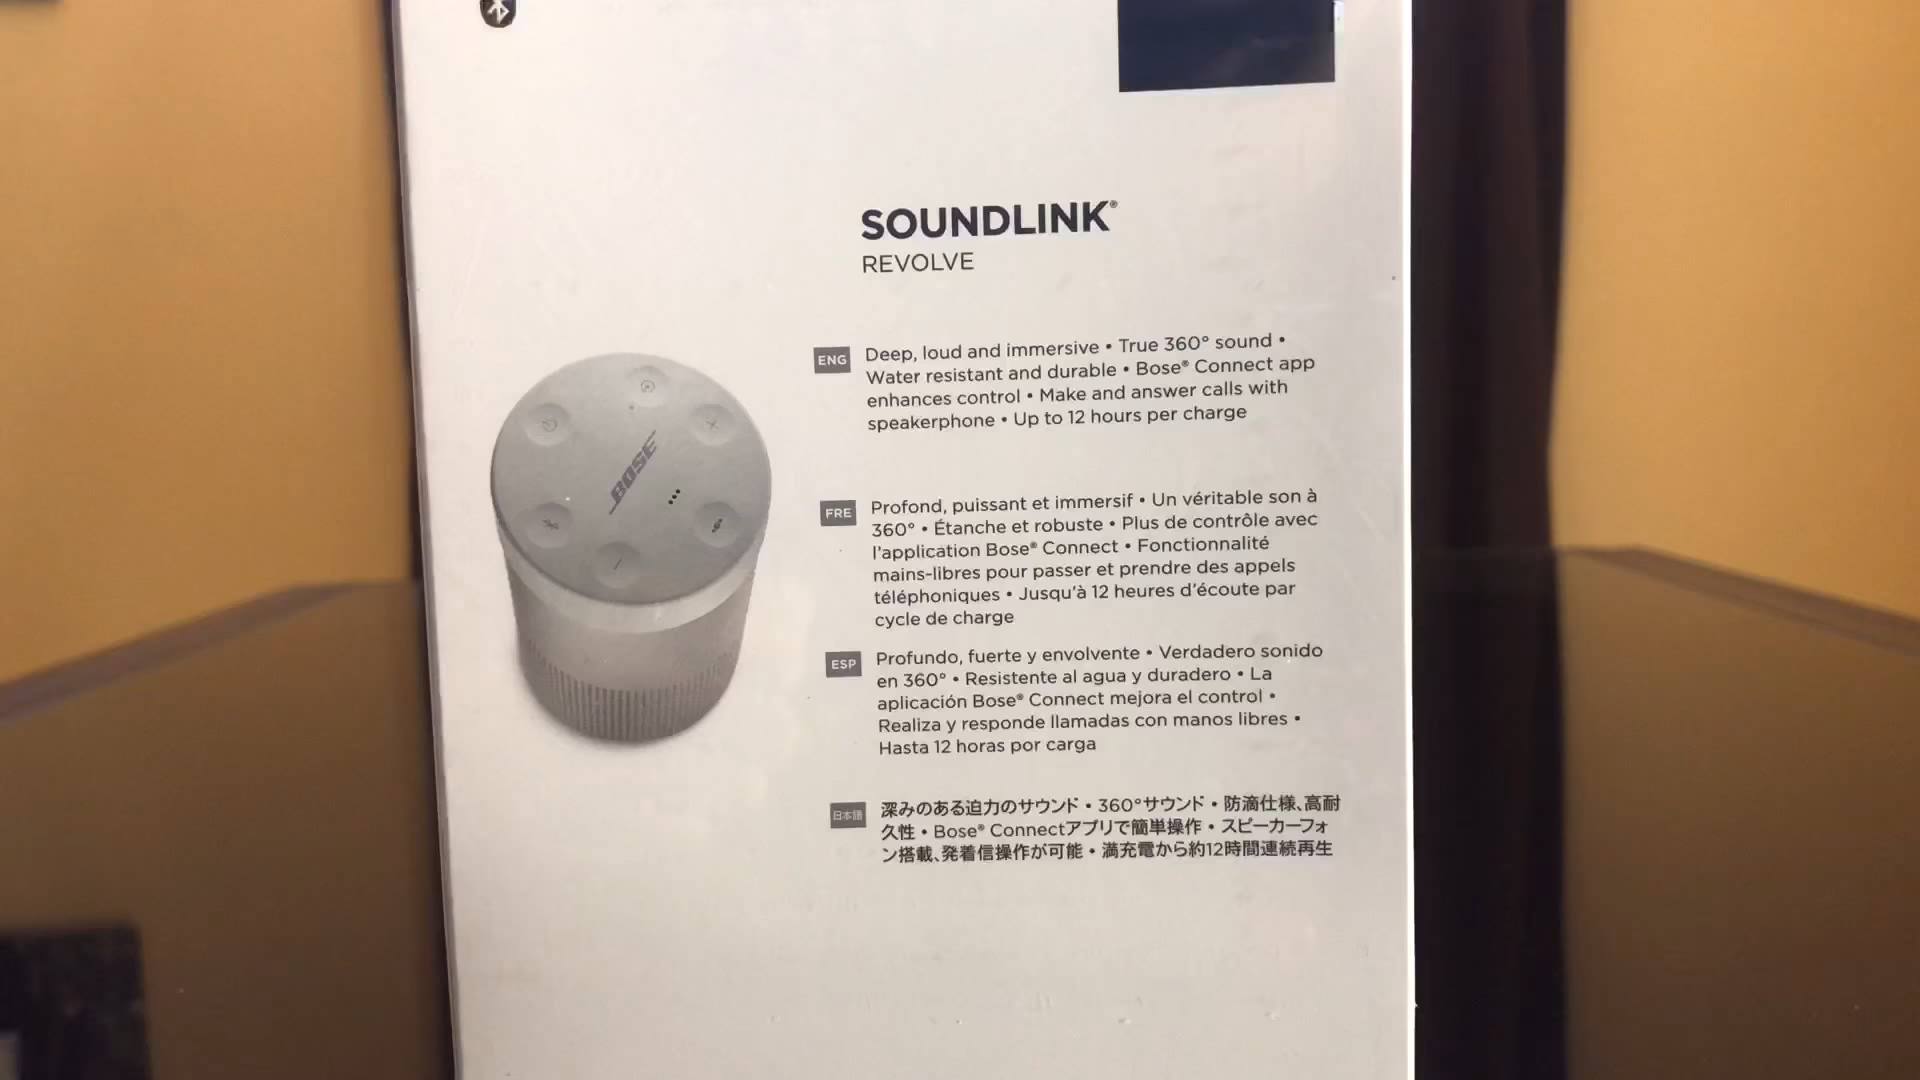 SOUNDLINK®
REVOLVE
BOSE
ENG
Deep, loud and immersive • True 360° sound •
Water resistant and durable • Bose® Connect app
enhances control • Make and answer calls with
speakerphone • Up to 12 hours per charge
FRE
Profond, puissant et immersif • Un véritable son à
360° • Étanche et robuste • Plus de contrôle avec
l'application Bose® Connect • Fonctionnalité
mains-libres pour passer et prendre des appels
téléphoniques • Jusqu'à 12 heures d'écoute par
cycle de charge
ESP
Profundo, fuerte y envolvente • Verdadero sonido
en 360° • Resistente al agua y duradero • La
aplicación Bose® Connect mejora el control •
Realiza y responde llamadas con manos libres •
Hasta 12 horas por carga
日本語
深みのある迫力のサウンド • 360°サウンド • 防滴仕様、高耐
久性 • Bose® Connectアプリで簡単操作 • スピーカーフォ
ン搭載、発着信操作が可能 • 満充電から約12時間連続再生